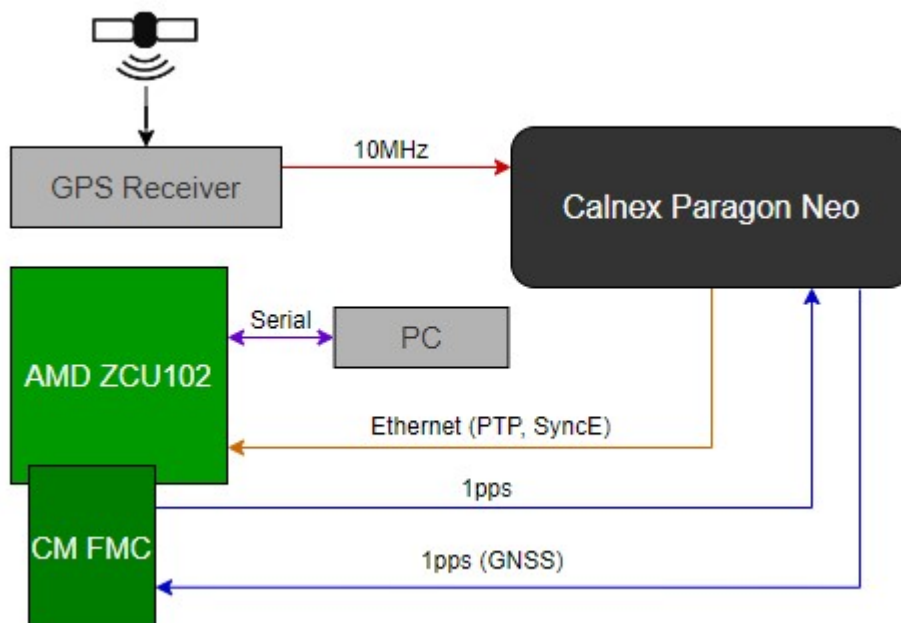 10MHz
GPS Receiver
Calnex Paragon Neo
Serial
PC
AMD ZCU102
Ethernet (PTP, SyncE)
1pps
CM FMC
1pps (GNSS)